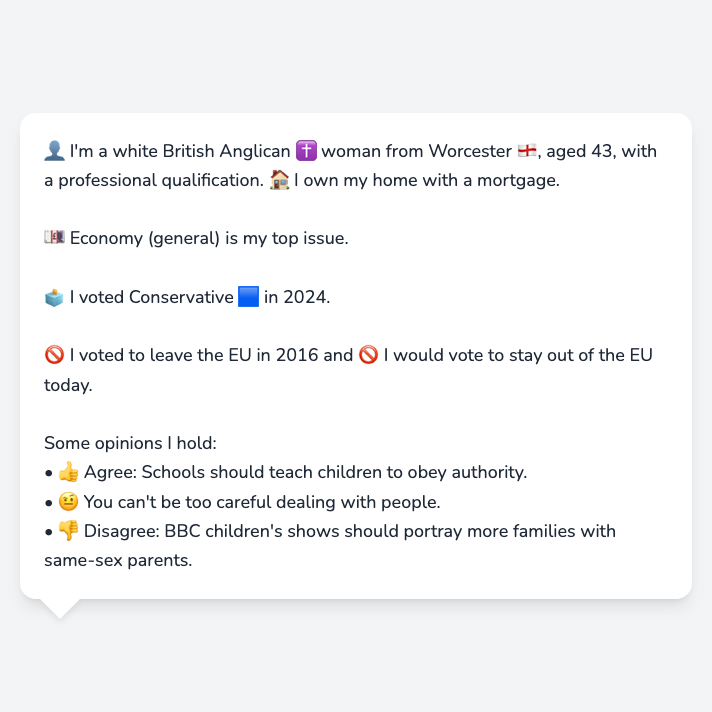 👤 I'm a white British Anglican ✝️ woman from Worcester 🏴󠁧󠁢󠁥󠁮󠁧󠁿, aged 43, with
a professional qualification. 🏠 I own my home with a mortgage.
💷 Economy (general) is my top issue.
🗳️ I voted Conservative 🟦 in 2024.
🚫 I voted to leave the EU in 2016 and 🚫 I would vote to stay out of the EU
today.
Some opinions I hold:
• 👍 Agree: Schools should teach children to obey authority.
• 🤨 You can't be too careful dealing with people.
• 👎 Disagree: BBC children's shows should portray more families with
same-sex parents.